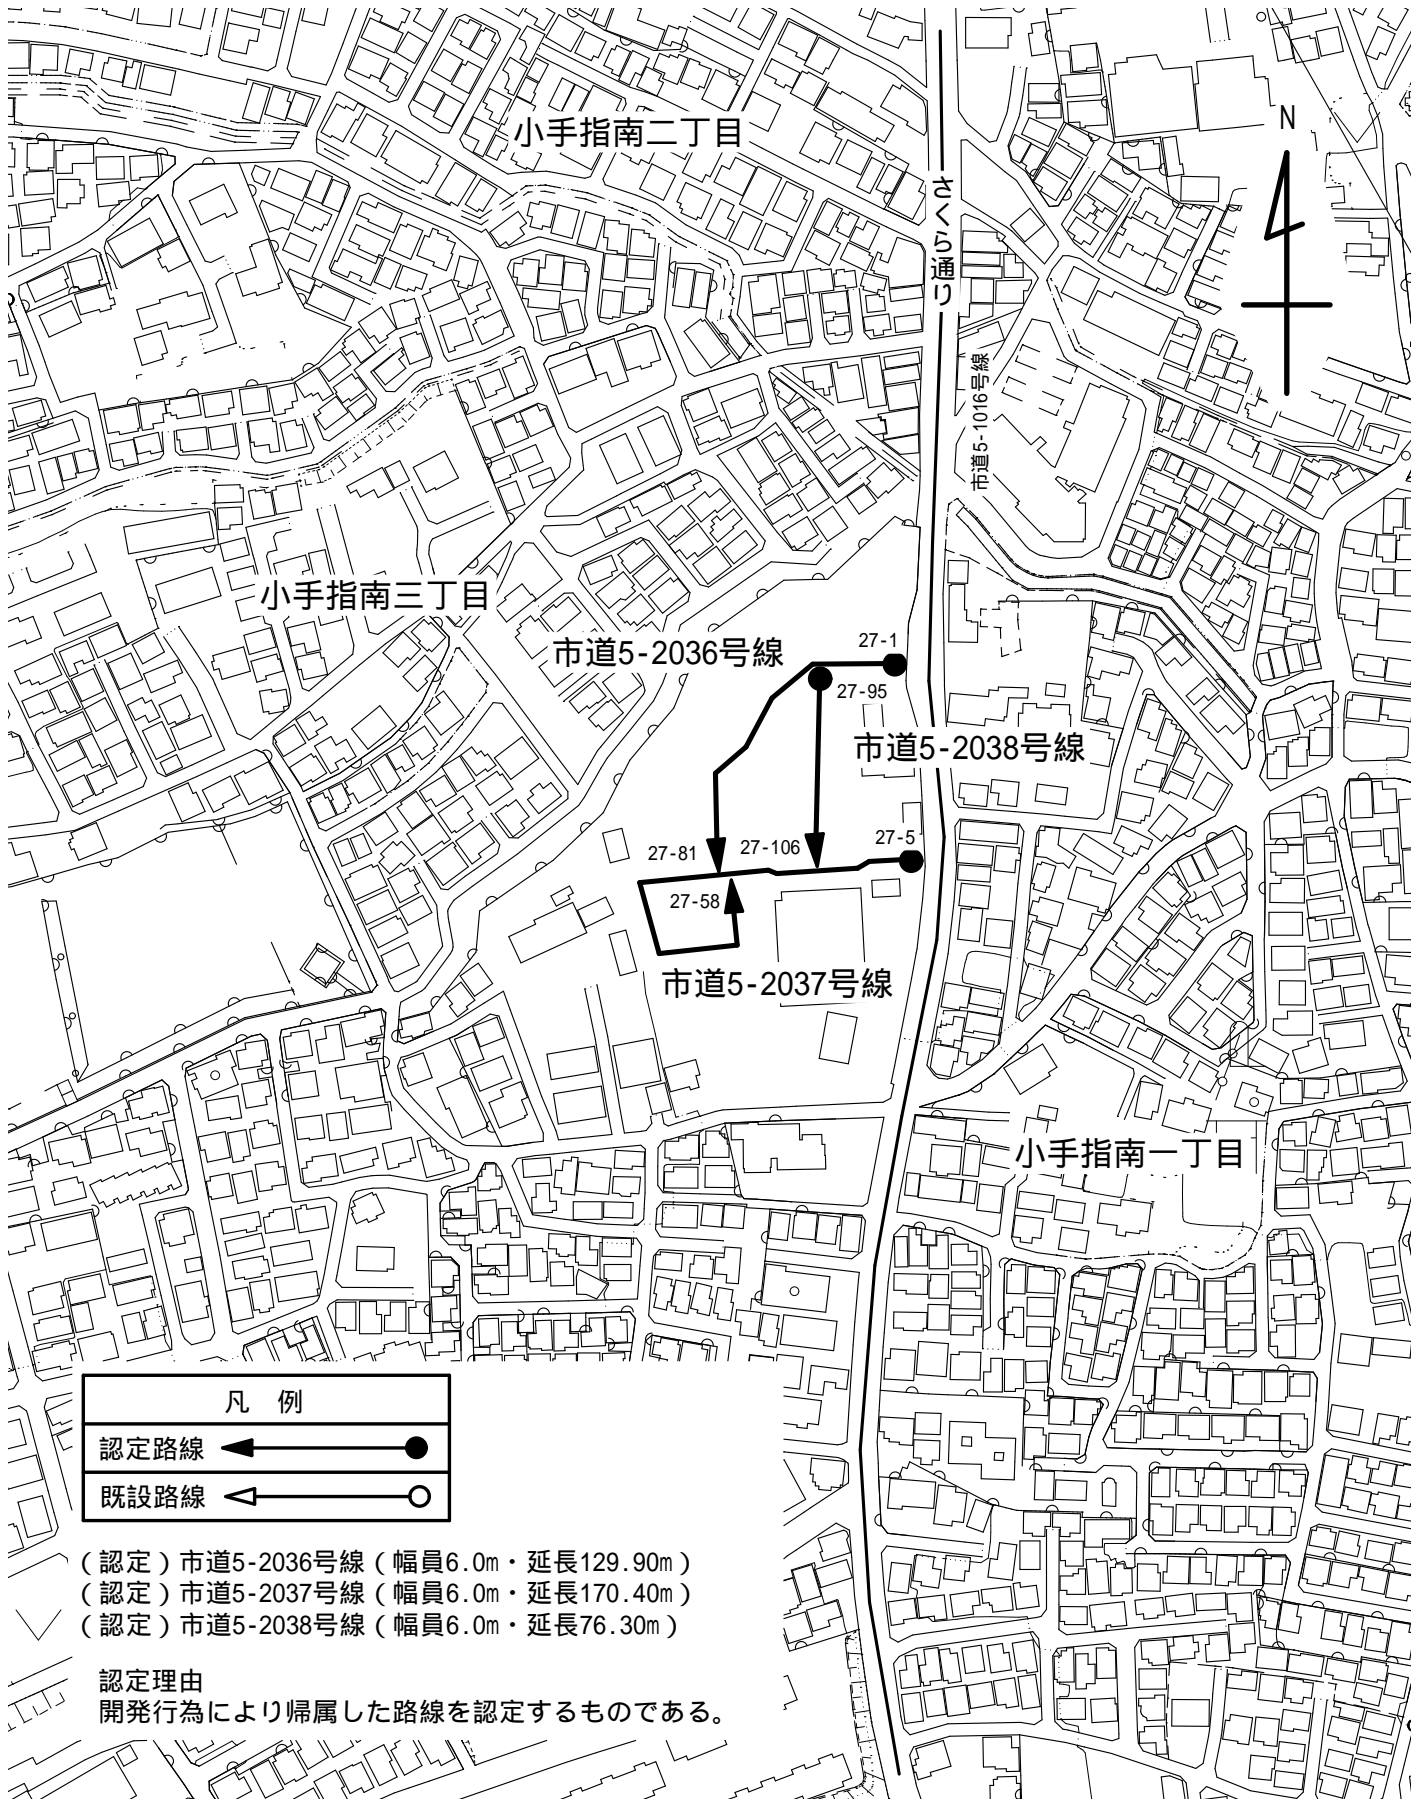 小手指南二丁目
N
さくら通り
市道5-1016号線
小手指南三丁目
市道5-2036号線
27-1
27-95
市道5-2038号線
27-81
27-106
27-5
27-58
市道5-2037号線
小手指南一丁目
凡 例
認定路線
既設路線
（認定）市道5-2036号線（幅員6.0m・延長129.90m）
（認定）市道5-2037号線（幅員6.0m・延長170.40m）
（認定）市道5-2038号線（幅員6.0m・延長76.30m）
認定理由
開発行為により帰属した路線を認定するものである。